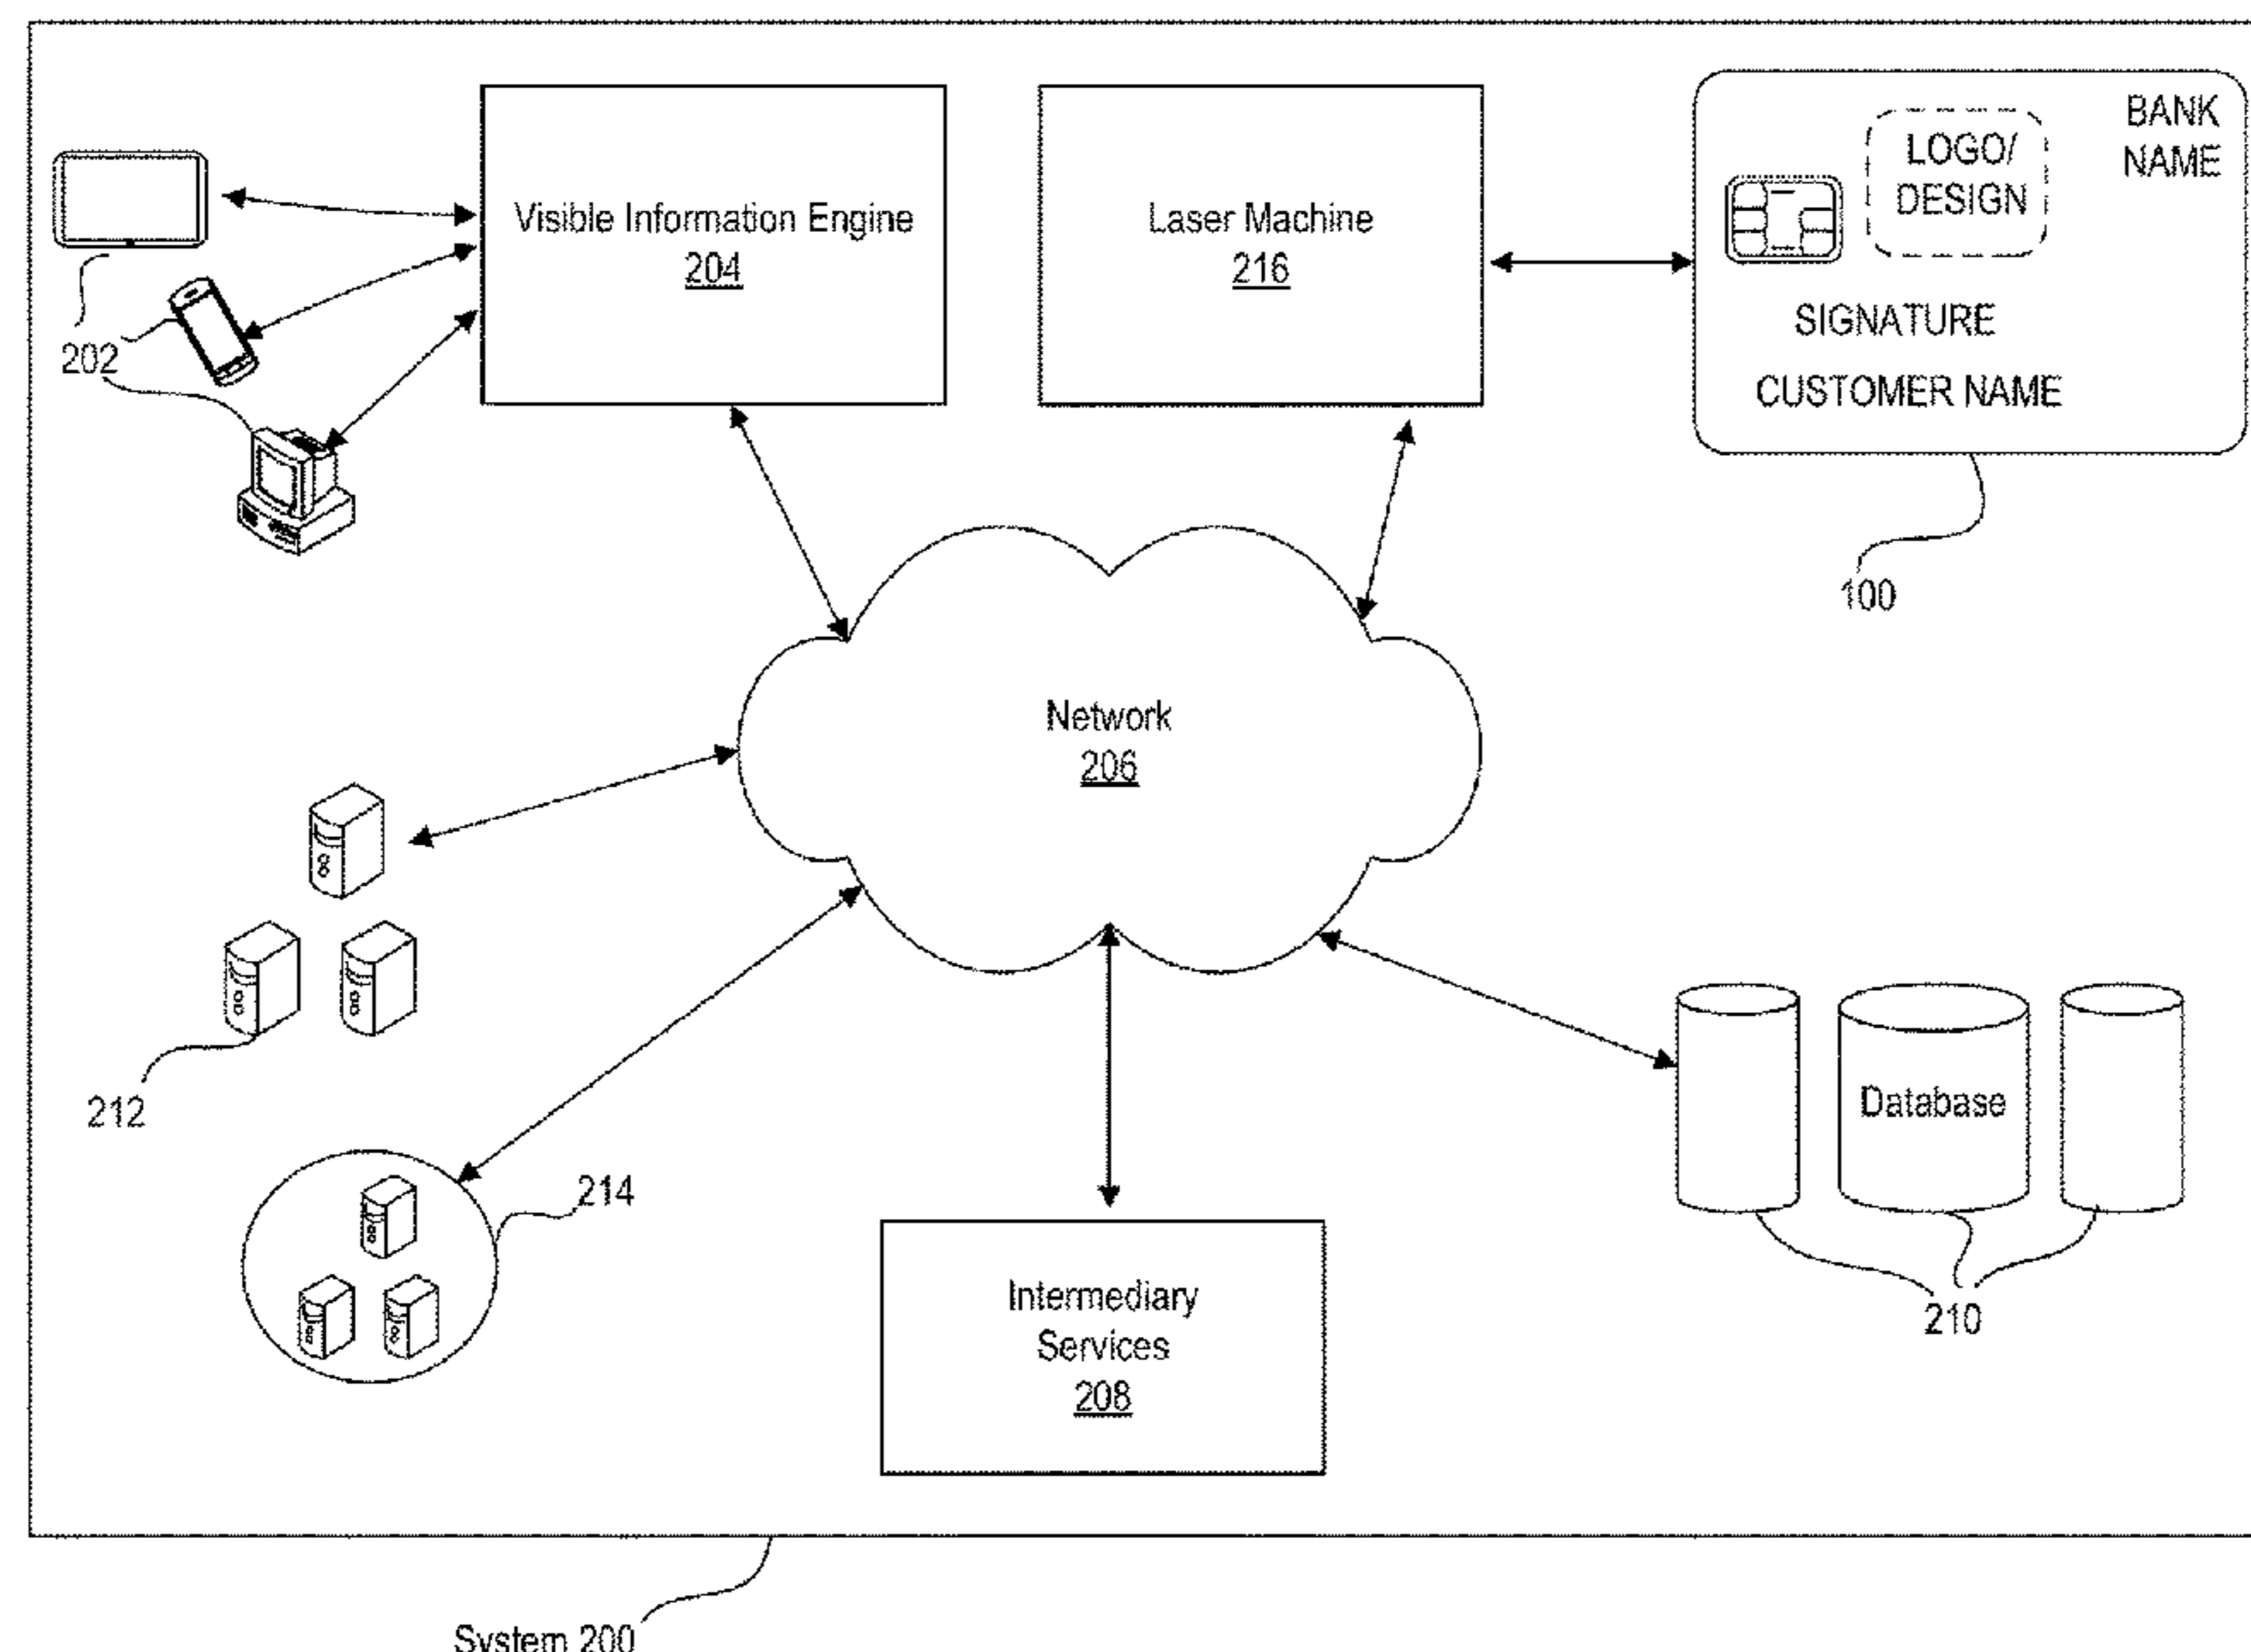 Visible Information Engine
204
Laser Machine
216
BANK
NAME
LOGO/
DESIGN
SIGNATURE
CUSTOMER NAME
202
100
Network
206
212
214
Database
210
Intermediary
Services
208
System 200